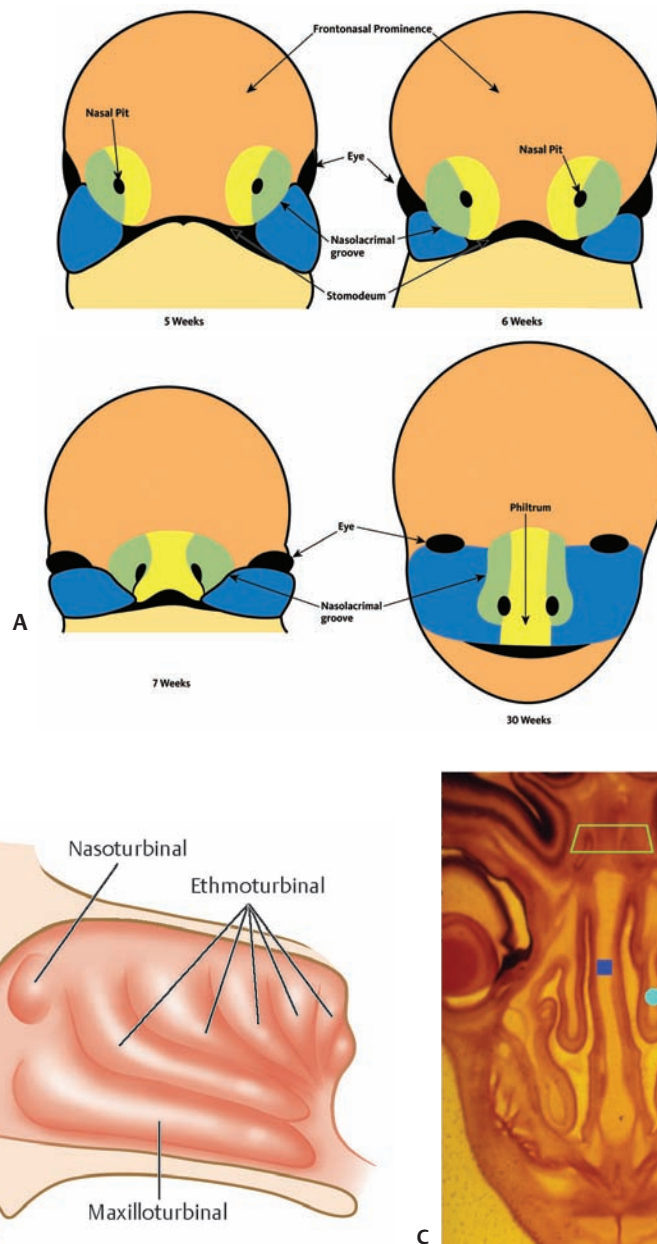 Frontonasal Prominence
Nasal Pit
Eye
Nasal Pit
Nasolacrimal
groove
Stomodeum
5 Weeks
6 Weeks
Philtrum
Eye
Nasolacrimal
groove
A
7 Weeks
30 Weeks
Nasoturbinal
Ethmoturbinal
Maxilloturbinal
C